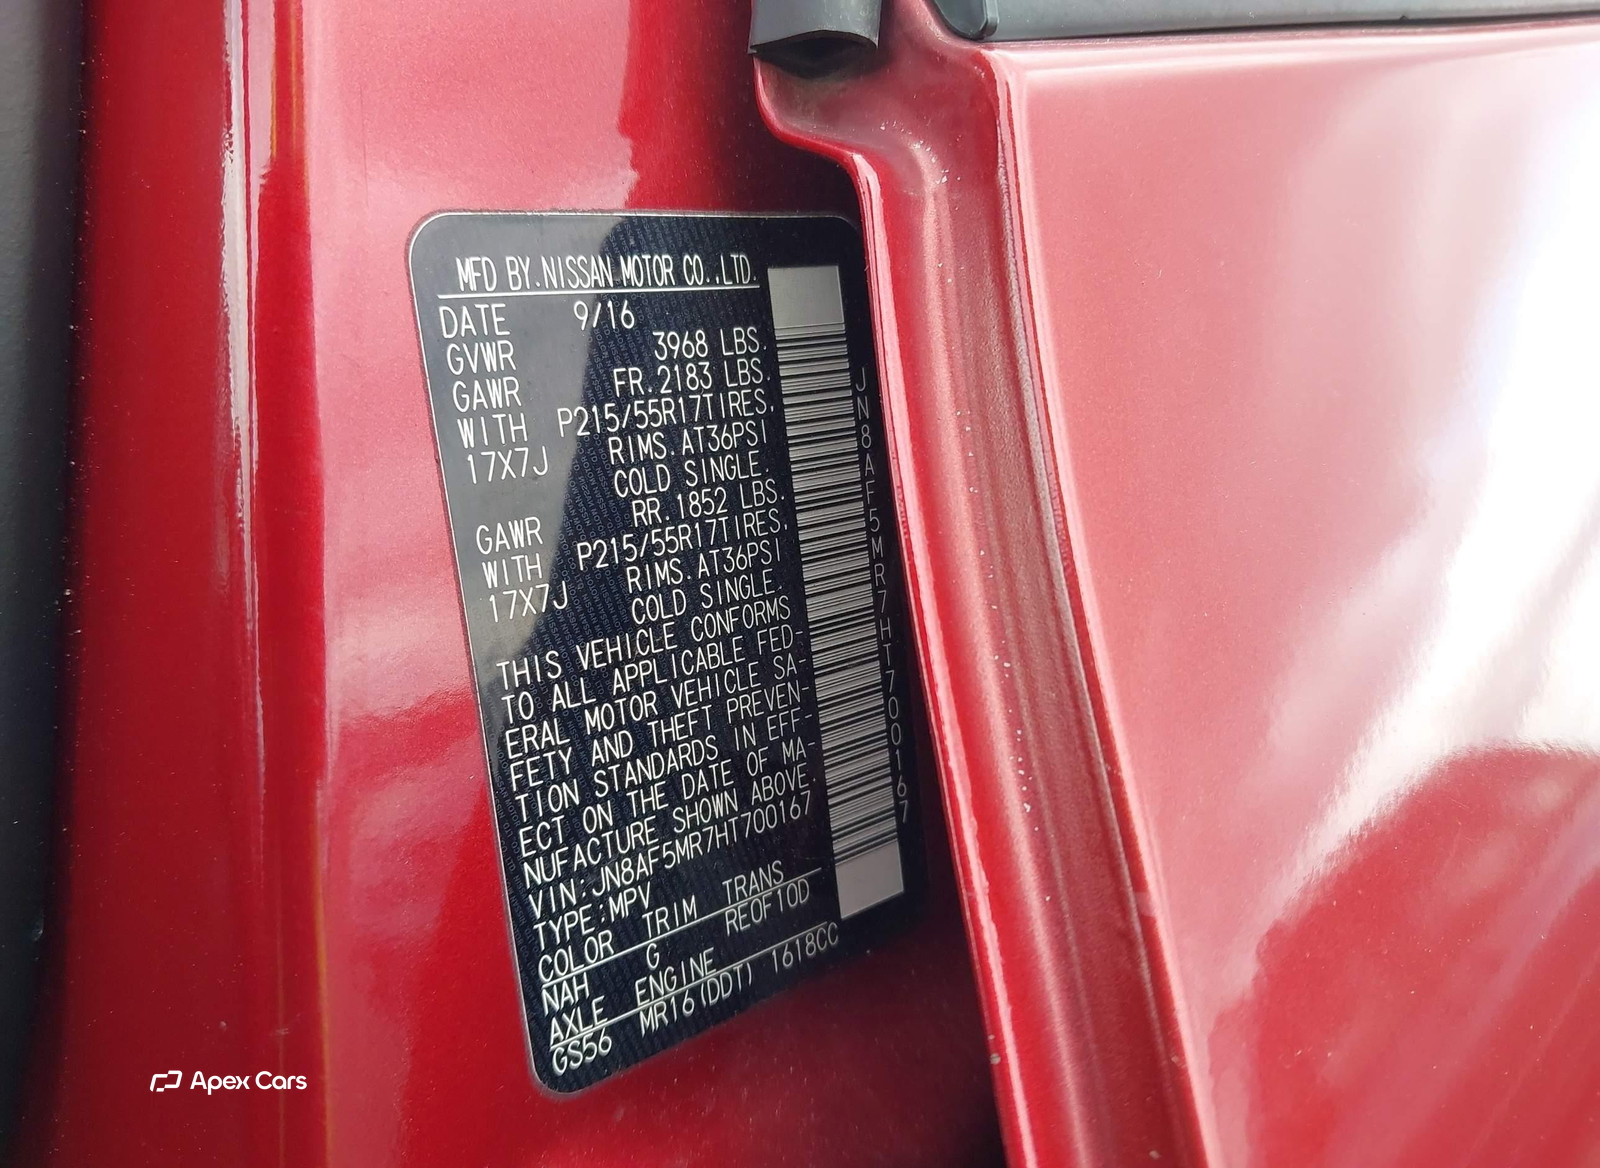 MFD BY.NISSAN MOTOR CO.,LTD.
DATE 9/16
GVWR 3968 LBS.
GAWR FR.2183 LBS.
WITH P215/55R17TIRES.
17X7J RIMS.AT36PSI
COLD SINGLE.
GAWR RR.1852 LBS.
WITH P215/55R17TIRES.
17X7J RIMS.AT36PSI
COLD SINGLE.
THIS VEHICLE CONFORMS
TO ALL APPLICABLE FED-
ERAL MOTOR VEHICLE SA-
FETY AND THEFT PREVEN-
TION STANDARDS IN EFF-
ECT ON THE DATE OF MA-
NUFACTURE SHOWN ABOVE.
VIN:JN8AF5MR7HT700167
TYPE:MPV
COLOR TRIM TRANS
NAH G REOF10D
AXLE ENGINE
GS56 MR16(DDT) 1618CC
JN8AF5MR7HT700167
Apex Cars